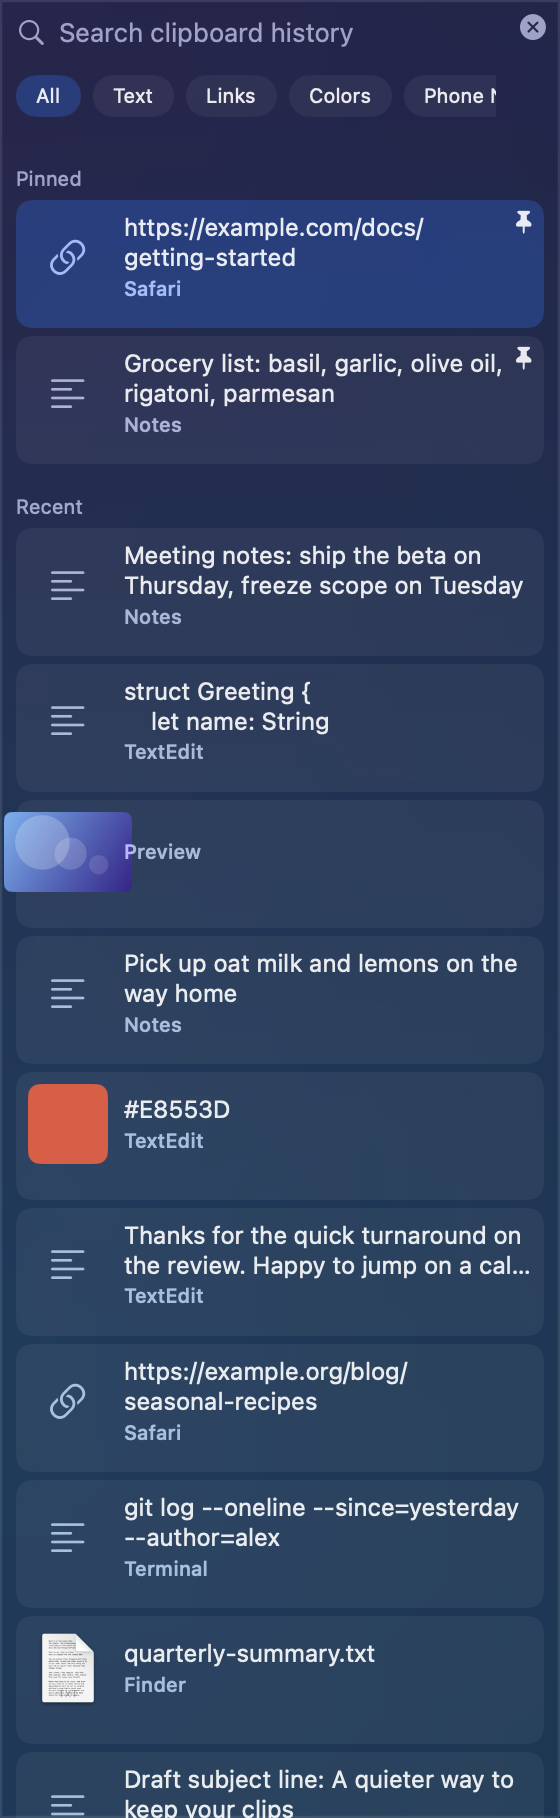 Search clipboard history
All Text Links Colors Phone N
Pinned
https://example.com/docs/
getting-started
Safari
Grocery list: basil, garlic, olive oil,
rigatoni, parmesan
Notes
Recent
Meeting notes: ship the beta on
Thursday, freeze scope on Tuesday
Notes
struct Greeting {
    let name: String
TextEdit
Preview
Pick up oat milk and lemons on the
way home
Notes
#E8553D
TextEdit
Thanks for the quick turnaround on
the review. Happy to jump on a cal...
TextEdit
https://example.org/blog/
seasonal-recipes
Safari
git log --oneline --since=yesterday
--author=alex
Terminal
quarterly-summary.txt
Finder
Draft subject line: A quieter way to
keep your clips